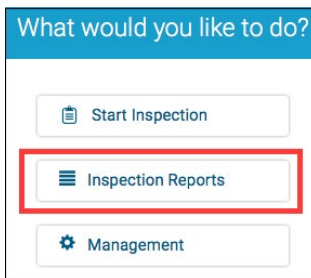 What would you like to do?
Start Inspection
Inspection Reports
Management